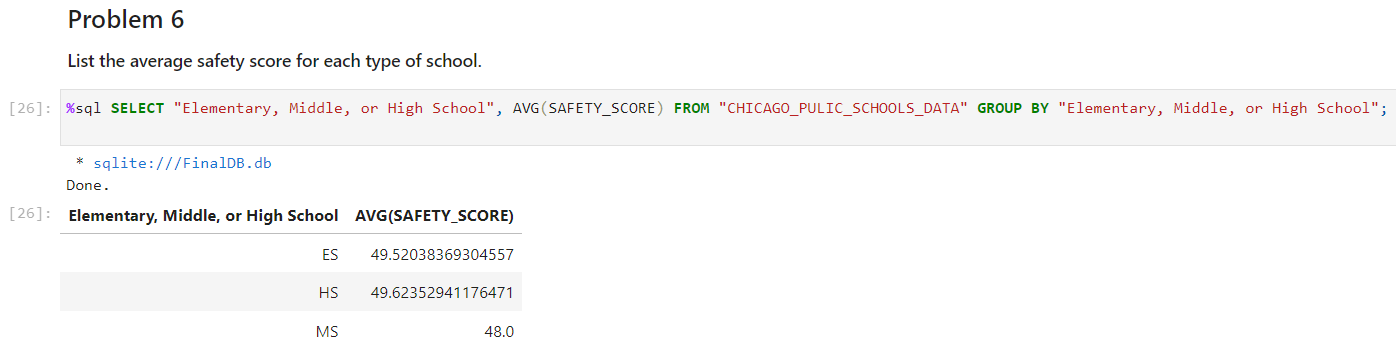 Problem 6
List the average safety score for each type of school.
[26]: %sql SELECT "Elementary, Middle, or High School", AVG(SAFETY_SCORE) FROM "CHICAGO_PULIC_SCHOOLS_DATA" GROUP BY "Elementary, Middle, or High School";
* sqlite:///FinalDB.db
Done.
[26]: Elementary, Middle, or High School AVG(SAFETY_SCORE)
ES 49.52038369304557
HS 49.62352941176471
MS 48.0